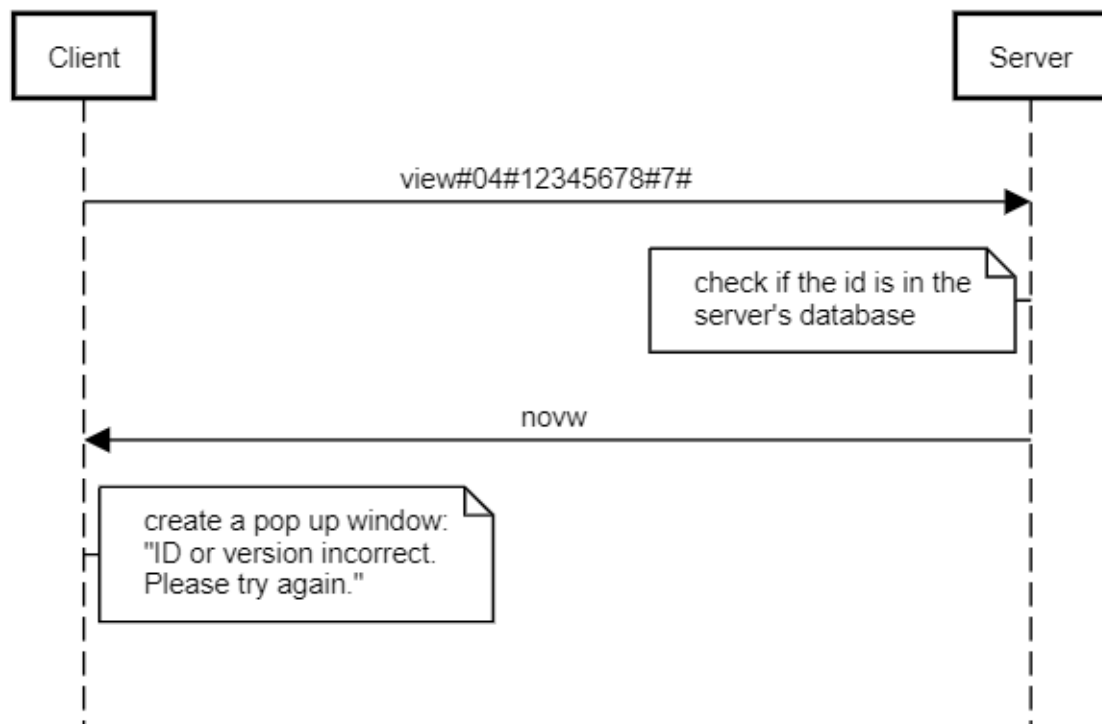 Client
Server
view#04#12345678#7#
check if the id is in the
server's database
novw
create a pop up window:
"ID or version incorrect.
Please try again."